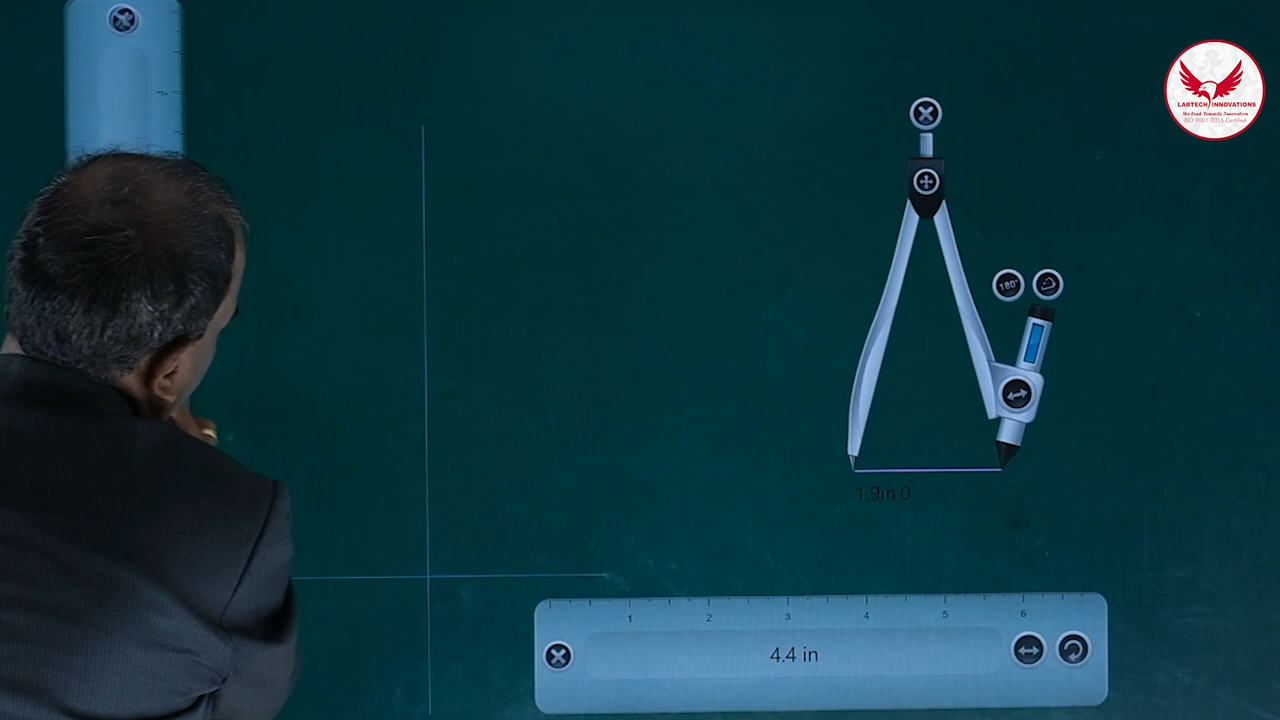 LABTECH INNOVATIONS
We Lead Towards Innovation
ISO 9001-2015 Certified
180°
1.9in.0°
1 2 3 4 5 6
4.4 in